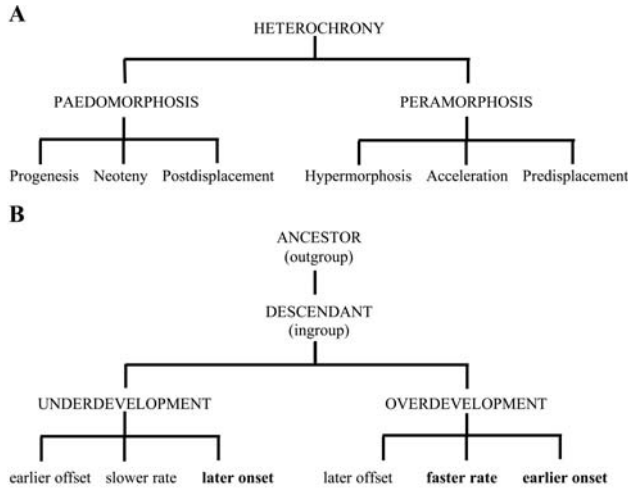 A
HETEROCHRONY
PAEDOMORPHOSIS PERAMORPHOSIS
Progenesis Neoteny Postdisplacement Hypermorphosis Acceleration Predisplacement
B
ANCESTOR
(outgroup)
DESCENDANT
(ingroup)
UNDERDEVELOPMENT OVERDEVELOPMENT
earlier offset slower rate later onset later offset faster rate earlier onset